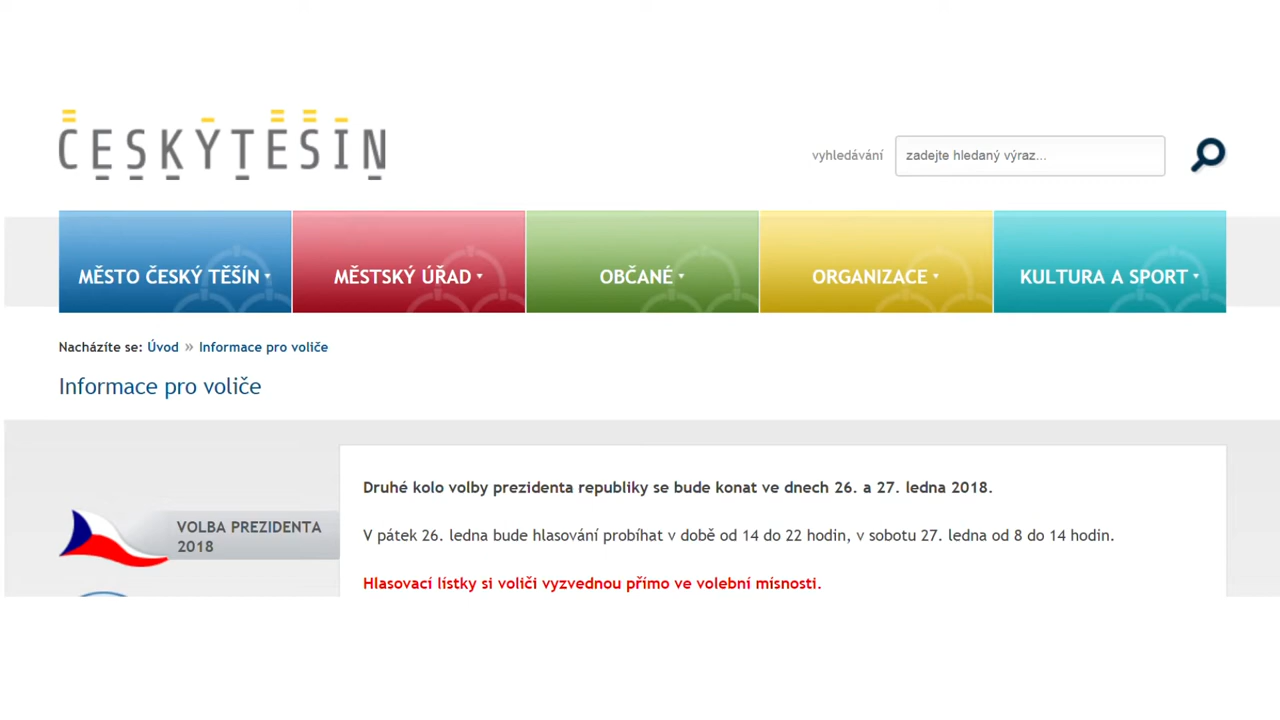 ČESKÝTĚŠÍN
vyhledávání
zadejte hledaný výraz...
MĚSTO ČESKÝ TĚŠÍN
MĚSTSKÝ ÚŘAD
OBČANÉ
ORGANIZACE
KULTURA A SPORT
Nacházíte se: Úvod » Informace pro voliče
Informace pro voliče
VOLBA PREZIDENTA
2018
Druhé kolo volby prezidenta republiky se bude konat ve dnech 26. a 27. ledna 2018.
V pátek 26. ledna bude hlasování probíhat v době od 14 do 22 hodin, v sobotu 27. ledna od 8 do 14 hodin.
Hlasovací lístky si voliči vyzvednou přímo ve volební mísnosti.